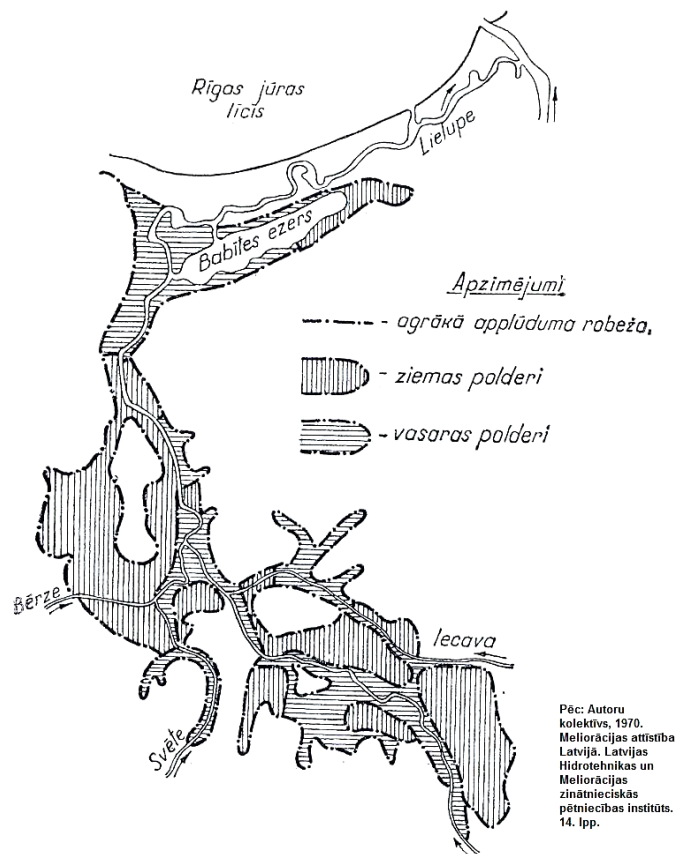 Rīgas jūras
līcis
Lielupe
Babītes ezers
Apzīmējumi
- agrākā applūduma robeža,
- ziemas polderi
- vasaras polderi
Bērze
Iecava
Svēte
Pēc: Autoru
kolektīvs, 1970.
Meliorācijas attīstība
Latvijā. Latvijas
Hidrotehnikas un
Meliorācijas
zinātnieciskās
pētniecības institūts.
14. lpp.